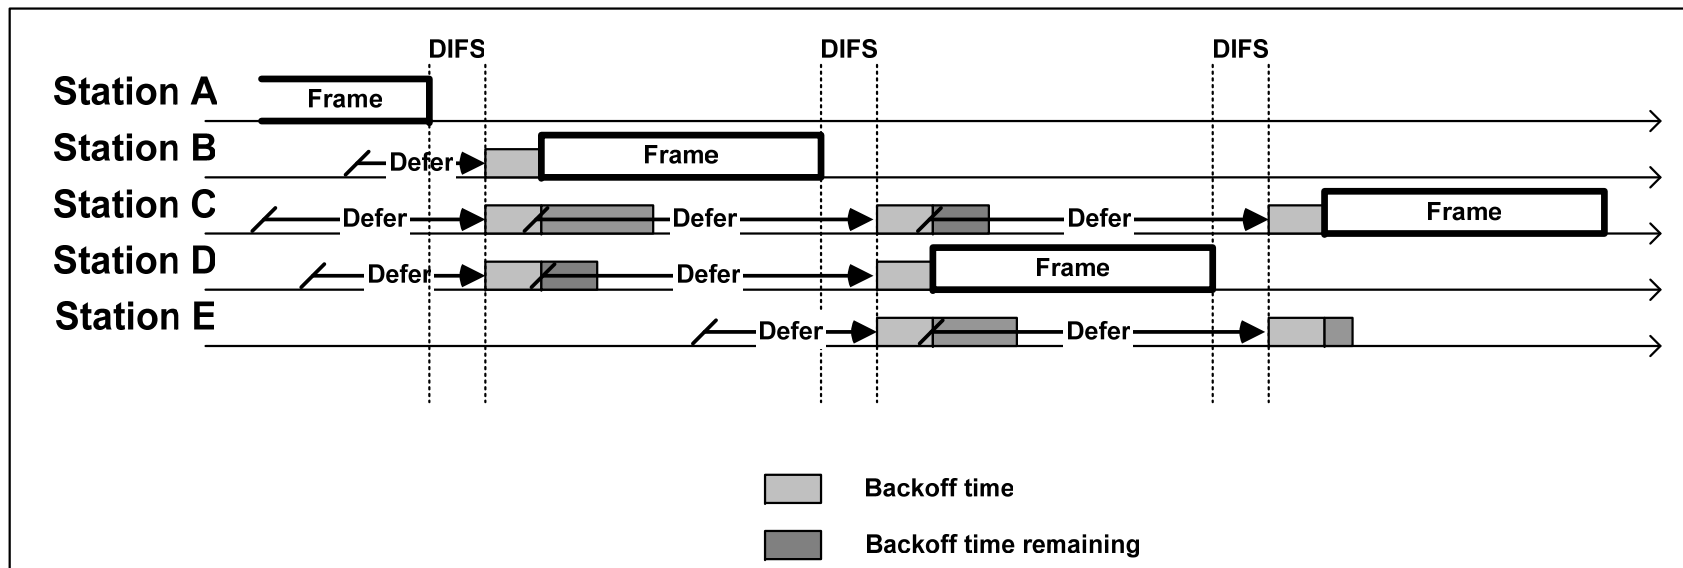 DIFS DIFS DIFS
Station A Frame
Station B Defer Frame
Station C Defer Defer Defer Frame
Station D Defer Defer Frame
Station E Defer Defer
Backoff time
Backoff time remaining